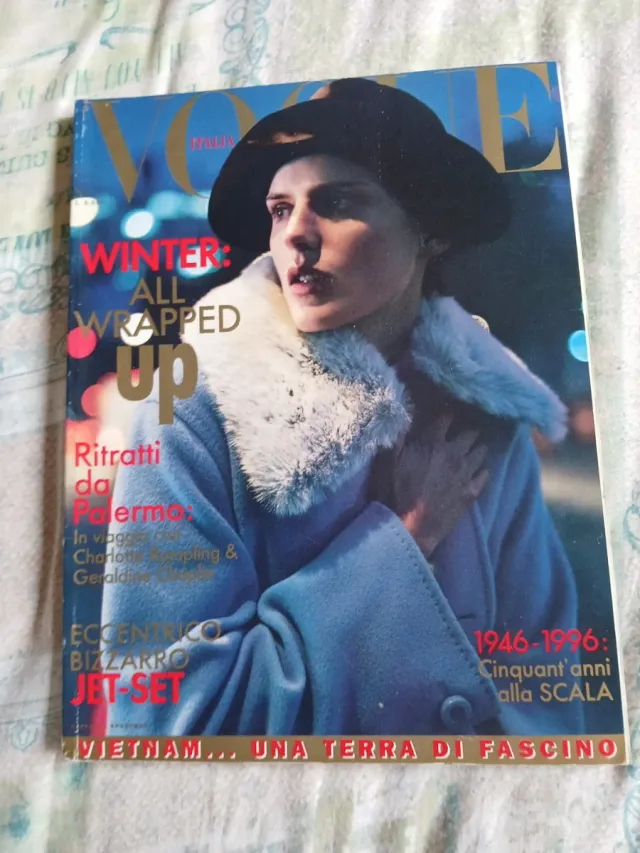 VOGUE
ITALIA
WINTER:
ALL
WRAPPED
up
Ritratti
da
Palermo:
In viaggio con
Charlotte Rampling &
Geraldine Chaplin
ECCENTRICO
BIZZARRO
JET-SET
1946-1996:
Cinquant'anni
alla SCALA
VIETNAM... UNA TERRA DI FASCINO